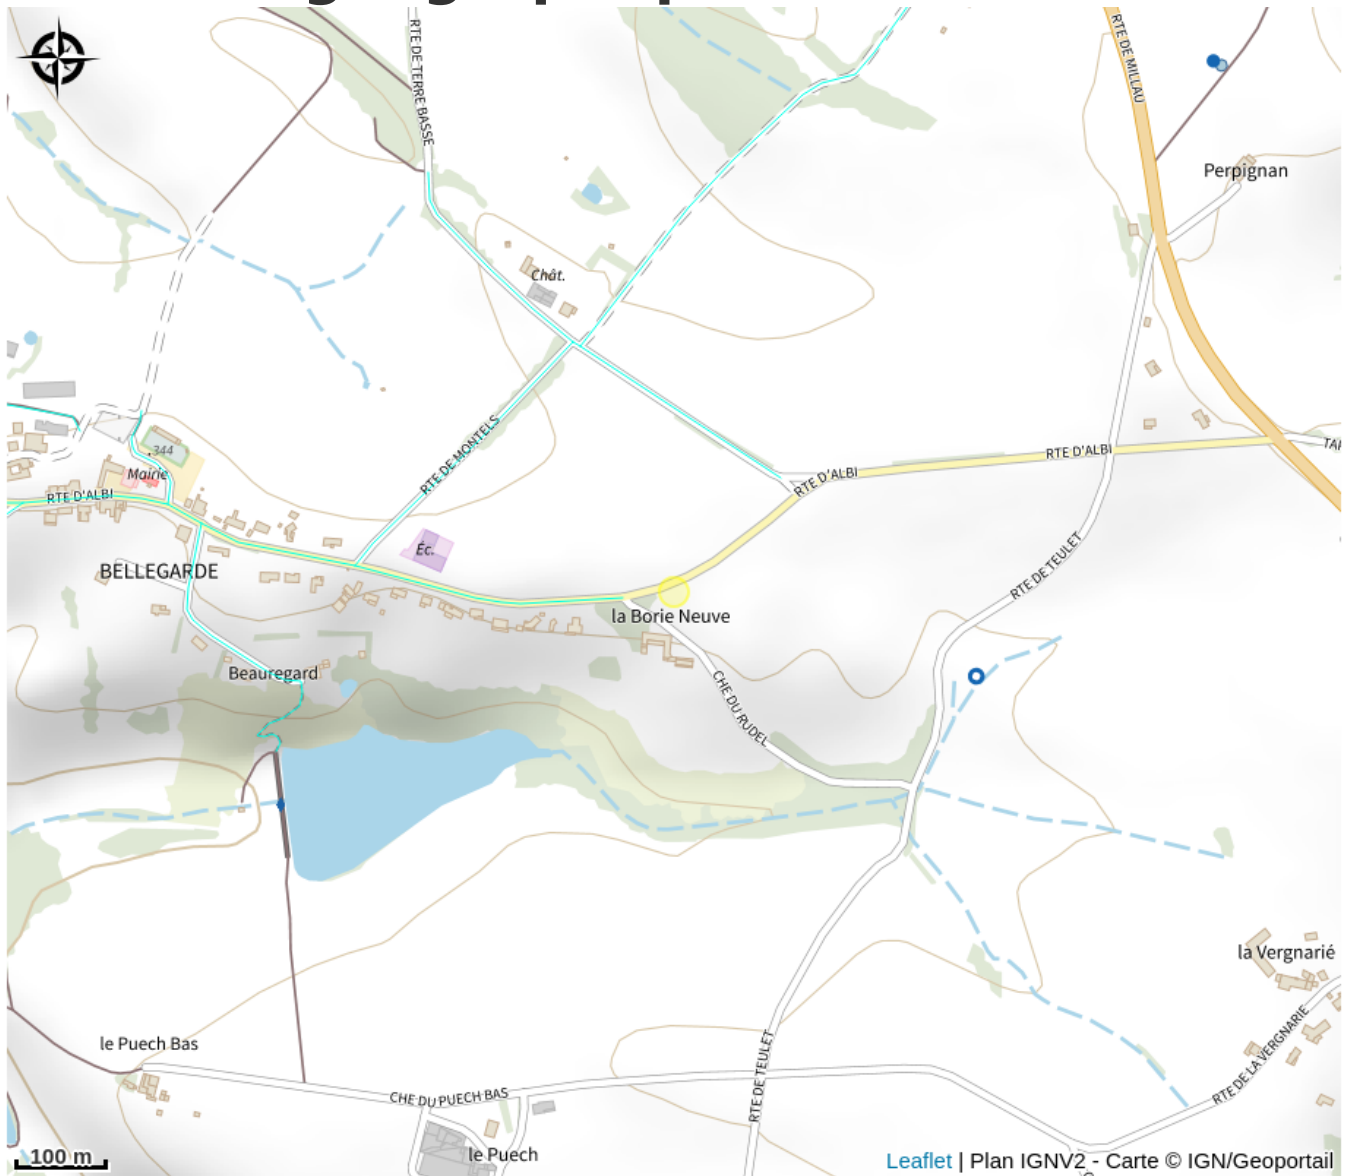 RTE DE TERRE BASSE
RTE DE MILLAU
Perpignan
Chât.
344
Mairie
RTE DE MONTELS
RTE D'ALBI
RTE D'ALBI
RTE D'ALBI
Éc.
BELLEGARDE
la Borie Neuve
RTE DE TEULET
Beauregard
CHE DU RUDEL
la Vergnarié
le Puech Bas
CHE DU PUECH BAS
RTE DE TEULET
RTE DE LA VERGNARIE
le Puech
100 m
Leaflet | Plan IGNV2 - Carte © IGN/Geoportail